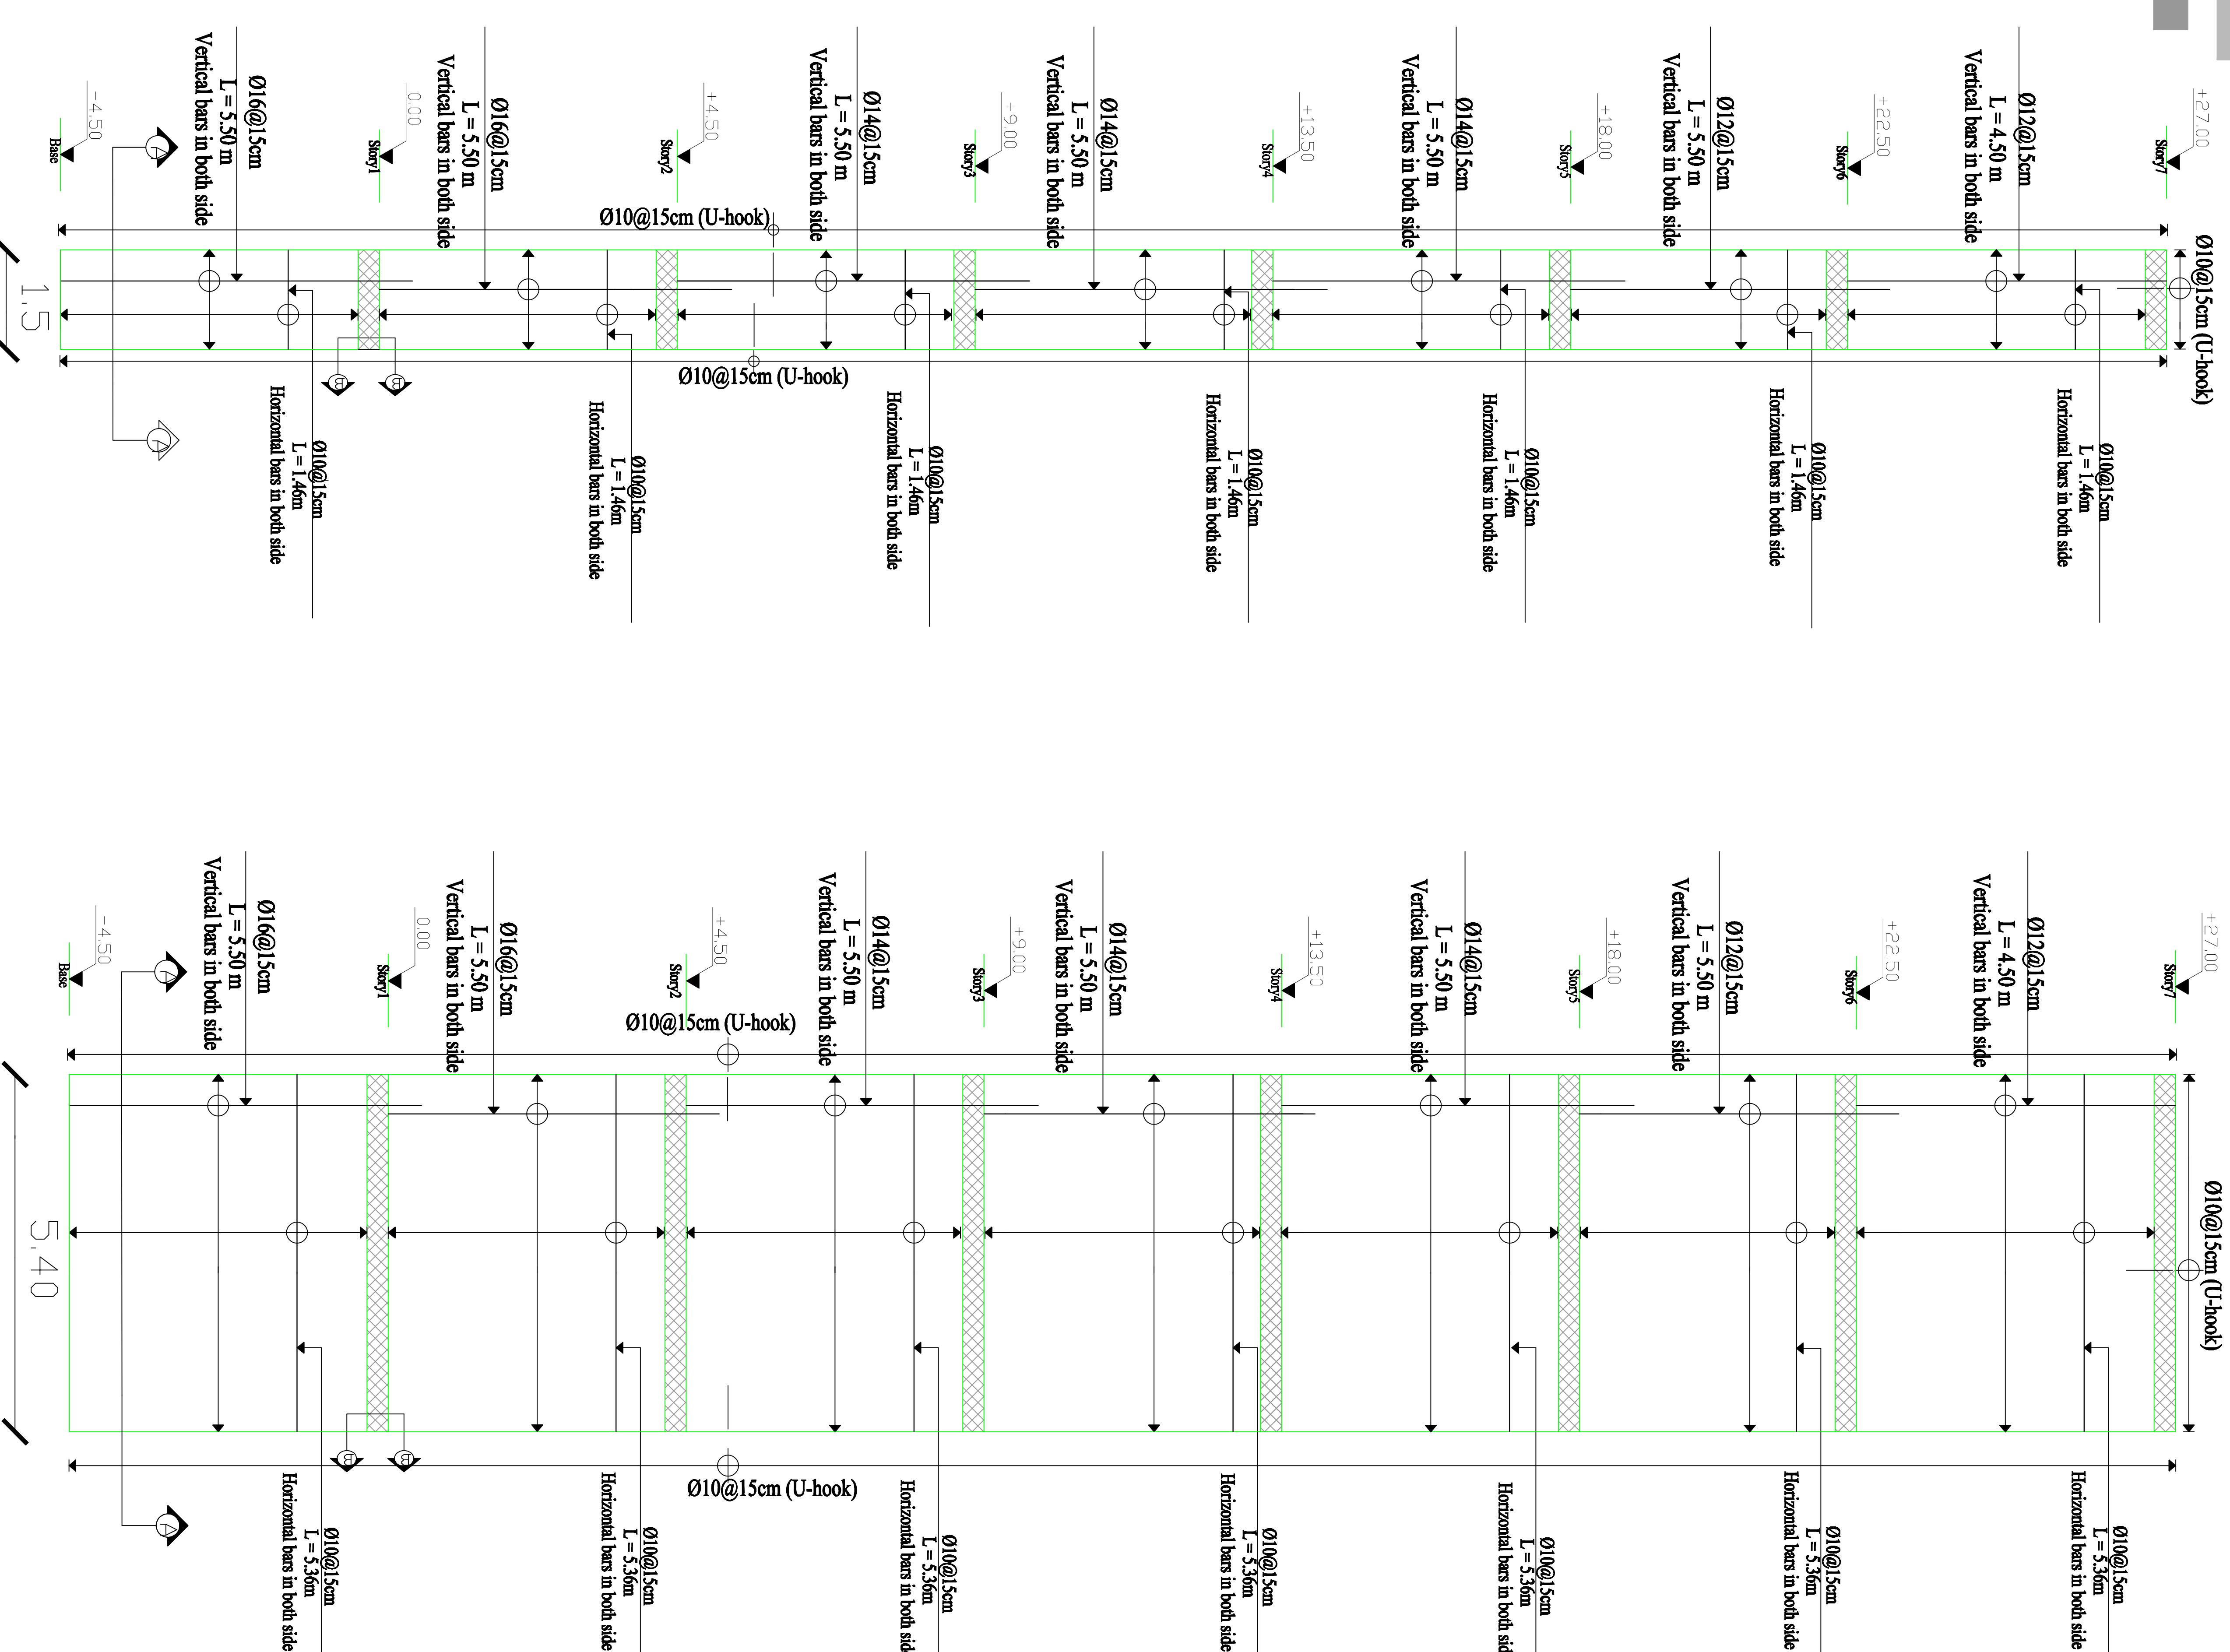 +27.00
Story7
Ø10@15cm (U-hook)
Ø12@15cm
L = 4.50 m
Vertical bars in both side
Ø10@15cm
L = 1.46m
Horizontal bars in both side
+22.50
Story6
Ø12@15cm
L = 5.50 m
Vertical bars in both side
Ø10@15cm
L = 1.46m
Horizontal bars in both side
+18.00
Story5
Ø14@15cm
L = 5.50 m
Vertical bars in both side
Ø10@15cm
L = 1.46m
Horizontal bars in both side
+13.50
Story4
Ø14@15cm
L = 5.50 m
Vertical bars in both side
Ø10@15cm
L = 1.46m
Horizontal bars in both side
+9.00
Story3
Ø14@15cm
L = 5.50 m
Vertical bars in both side
Ø10@15cm
L = 1.46m
Horizontal bars in both side
Ø10@15cm (U-hook)
Ø10@15cm (U-hook)
+4.50
Story2
Ø16@15cm
L = 5.50 m
Vertical bars in both side
Ø10@15cm
L = 1.46m
Horizontal bars in both side
0.00
Story1
B
B
Ø16@15cm
L = 5.50 m
Vertical bars in both side
Ø10@15cm
L = 1.46m
Horizontal bars in both side
A
A
-4.50
Base
1.5
+27.00
Story7
Ø10@15cm (U-hook)
Ø12@15cm
L = 4.50 m
Vertical bars in both side
Ø10@15cm
L = 5.36m
Horizontal bars in both side
+22.50
Story6
Ø12@15cm
L = 5.50 m
Vertical bars in both side
Ø10@15cm
L = 5.36m
Horizontal bars in both side
+18.00
Story5
Ø14@15cm
L = 5.50 m
Vertical bars in both side
Ø10@15cm
L = 5.36m
Horizontal bars in both sid
+13.50
Story4
Ø14@15cm
L = 5.50 m
Vertical bars in both side
Ø10@15cm
L = 5.36m
Horizontal bars in both side
+9.00
Story3
Ø14@15cm
L = 5.50 m
Vertical bars in both side
Ø10@15cm
L = 5.36m
Horizontal bars in both sid
Ø10@15cm (U-hook)
Ø10@15cm (U-hook)
+4.50
Story2
Ø16@15cm
L = 5.50 m
Vertical bars in both side
Ø10@15cm
L = 5.36m
Horizontal bars in both side
0.00
Story1
B
B
Ø16@15cm
L = 5.50 m
Vertical bars in both side
Ø10@15cm
L = 5.36m
Horizontal bars in both side
A
A
-4.50
Base
5.40